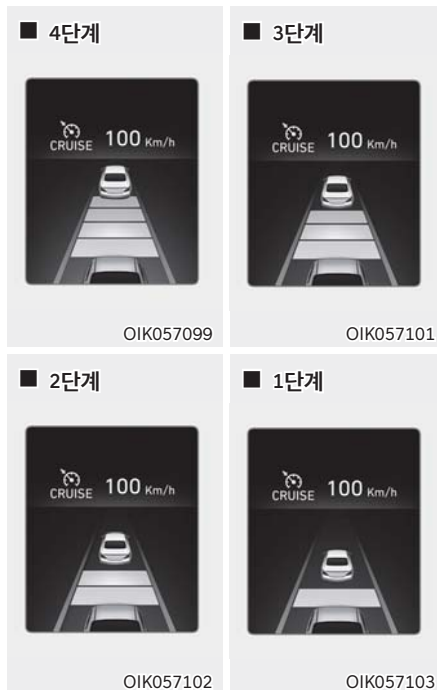 ■ 4단계
CRUISE 100 Km/h
OIK057099
■ 3단계
CRUISE 100 Km/h
OIK057101
■ 2단계
CRUISE 100 Km/h
OIK057102
■ 1단계
CRUISE 100 Km/h
OIK057103